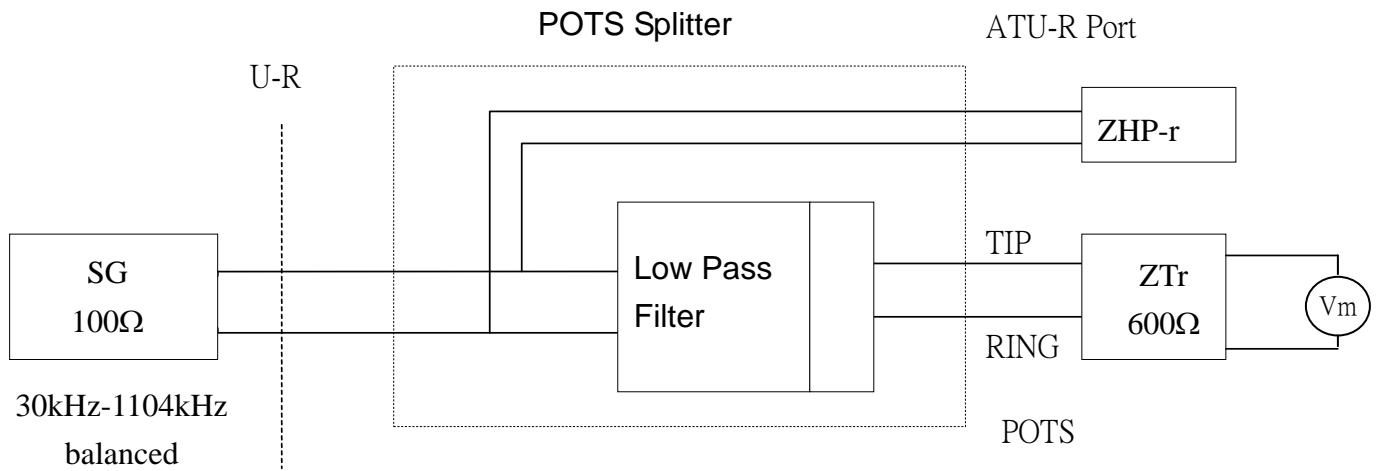 POTS Splitter
ATU-R Port
U-R
ZHP-r
TIP
SG
100Ω
Low Pass
Filter
ZTr
600Ω
Vm
RING
30kHz-1104kHz
balanced
POTS